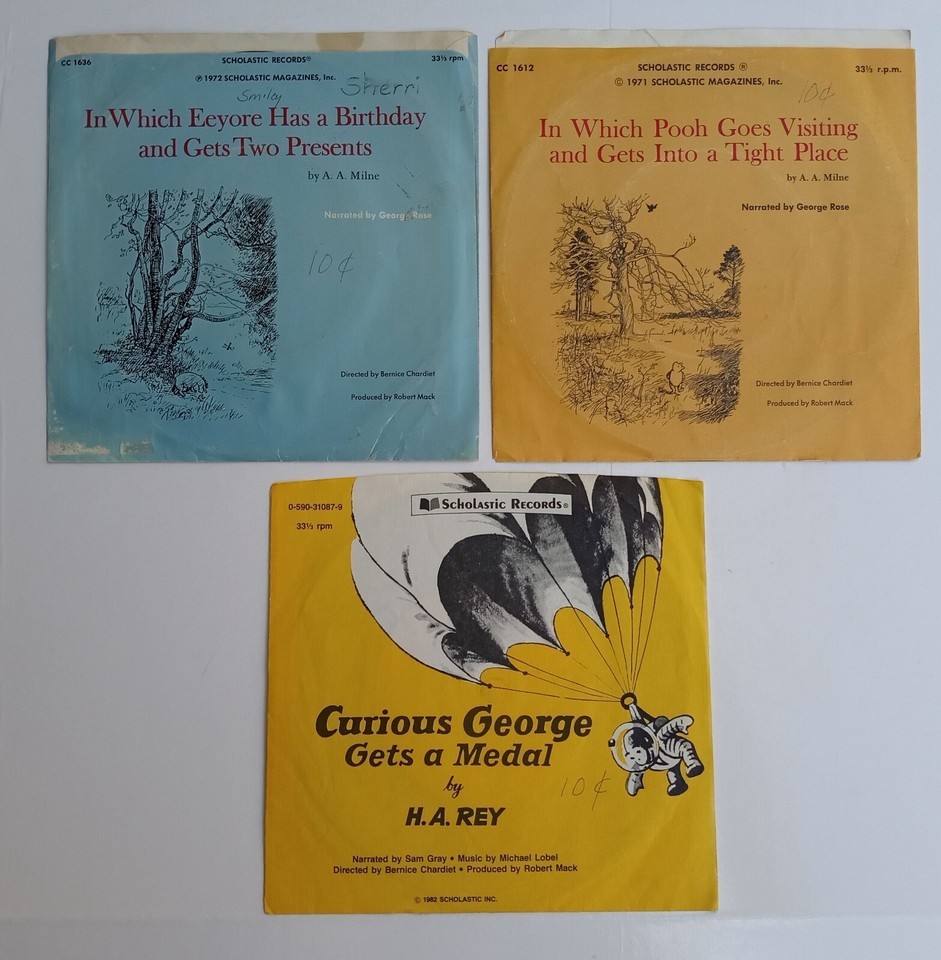 CC 1636 SCHOLASTIC RECORDS® 33⅓ rpm
℗ 1972 SCHOLASTIC MAGAZINES, Inc.
Smiley Sherri
In Which Eeyore Has a Birthday
and Gets Two Presents
by A. A. Milne
Narrated by George Rose
10¢
Directed by Bernice Chardiet
Produced by Robert Mack
CC 1612 SCHOLASTIC RECORDS ® 33⅓ r.p.m.
© 1971 SCHOLASTIC MAGAZINES, Inc.
10¢
In Which Pooh Goes Visiting
and Gets Into a Tight Place
by A. A. Milne
Narrated by George Rose
Directed by Bernice Chardiet
Produced by Robert Mack
0-590-31087-9
33⅓ rpm
SCHOLASTIC RECORDS®
Curious George
Gets a Medal
by
H.A. REY
10¢
Narrated by Sam Gray • Music by Michael Lobel
Directed by Bernice Chardiet • Produced by Robert Mack
© 1982 SCHOLASTIC INC.